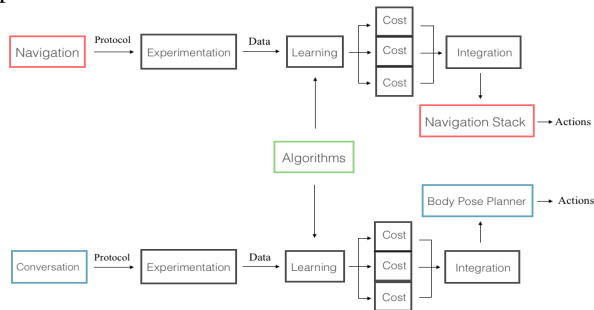 Cost
Protocol
Data
Navigation
Experimentation
Learning
Cost
Integration
Cost
Navigation Stack
Actions
Algorithms
Body Pose Planner
Actions
Cost
Protocol
Data
Conversation
Experimentation
Learning
Cost
Integration
Cost